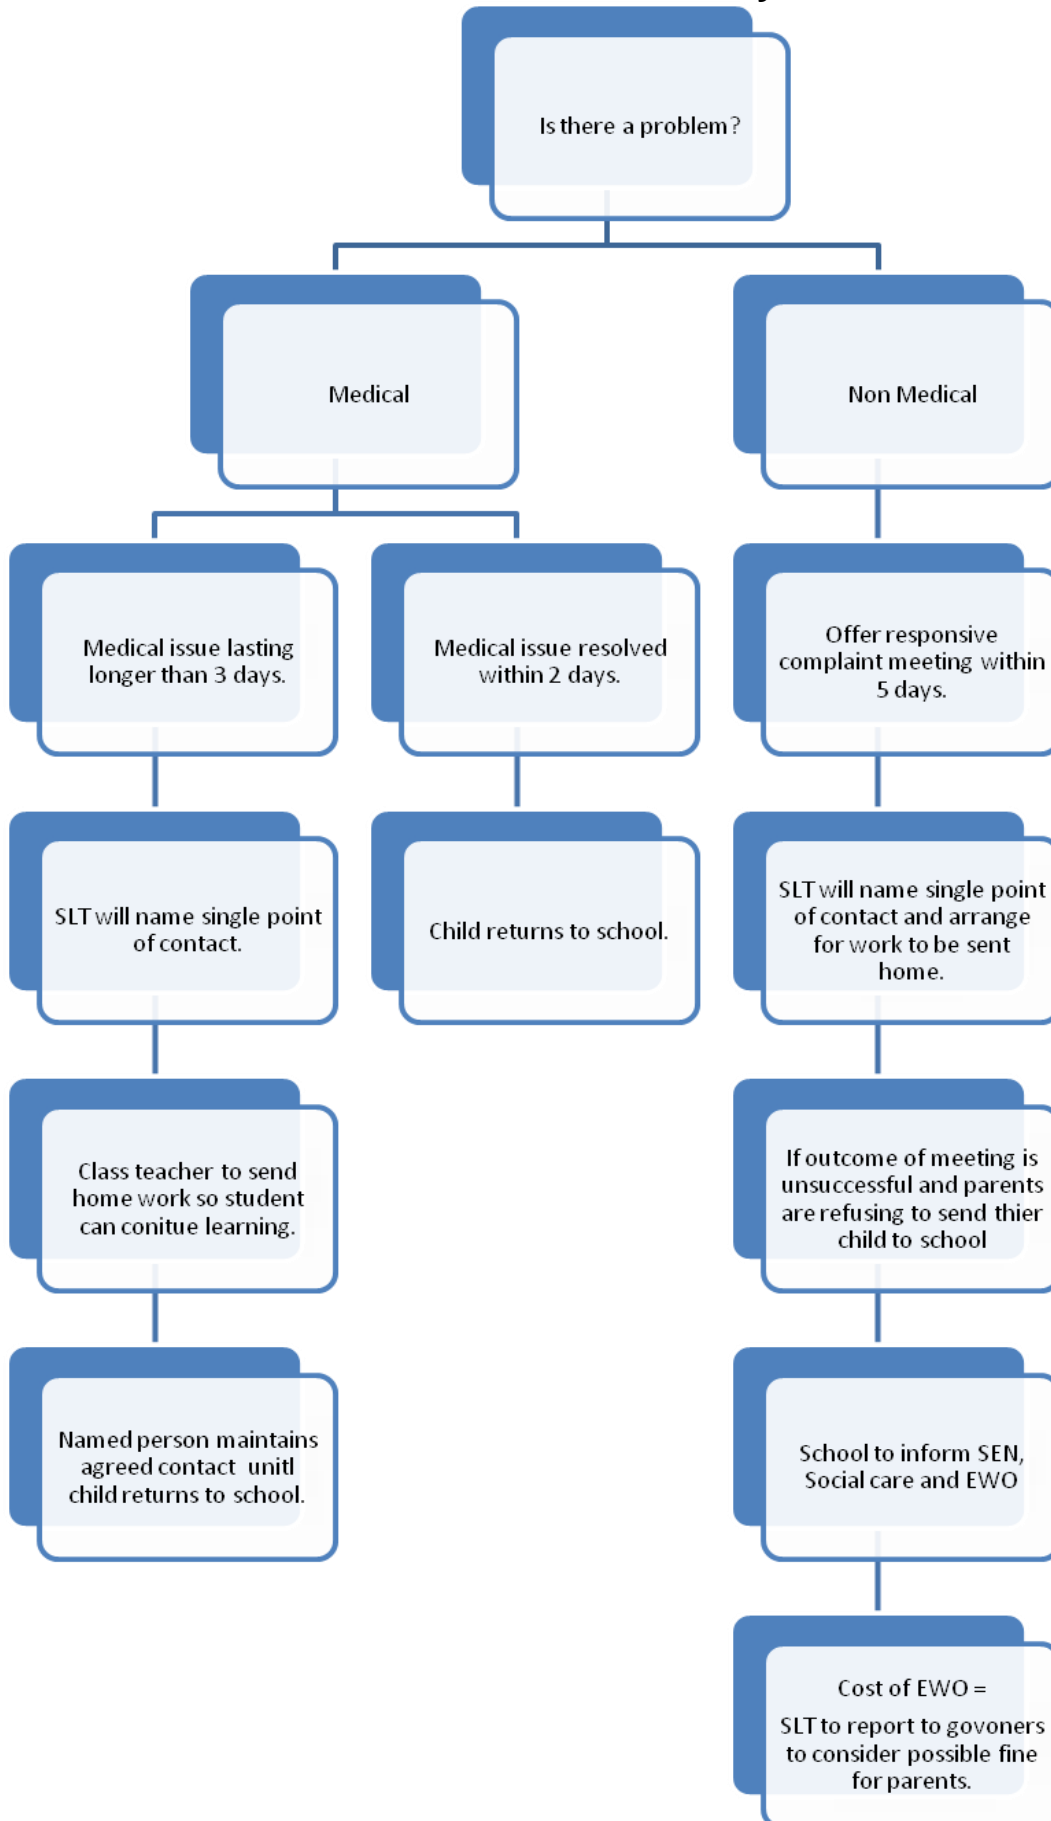 Is there a problem?
Medical
Non Medical
Medical issue lasting
longer than 3 days.
Medical issue resolved
within 2 days.
Offer responsive
complaint meeting within
5 days.
SLT will name single point
of contact.
Child returns to school.
SLT will name single point
of contact and arrange
for work to be sent
home.
Class teacher to send
home work so student
can conitue learning.
If outcome of meeting is
unsuccessful and parents
are refusing to send thier
child to school
Named person maintains
agreed contact unitl
child returns to school.
School to inform SEN,
Social care and EWO
Cost of EWO =
SLT to report to govoners
to consider possible fine
for parents.